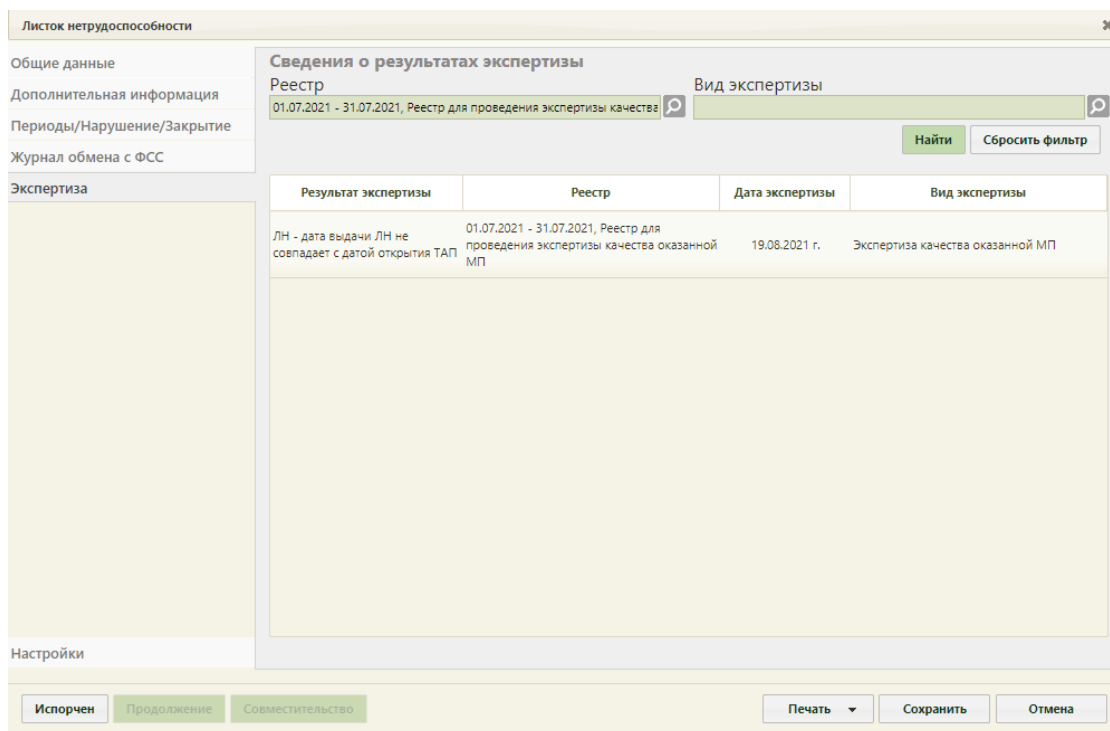 Листок нетрудоспособности
Общие данные
Дополнительная информация
Периоды/Нарушение/Закрытие
Журнал обмена с ФСС
Экспертиза
Сведения о результатах экспертизы
Реестр
Вид экспертизы
01.07.2021 - 31.07.2021, Реестр для проведения экспертизы качества
Найти
Сбросить фильтр
Результат экспертизы
Реестр
Дата экспертизы
Вид экспертизы
ЛН - дата выдачи ЛН не
совпадает с датой открытия ТАП
01.07.2021 - 31.07.2021, Реестр для
проведения экспертизы качества оказанной
МП
19.08.2021 г.
Экспертиза качества оказанной МП
Настройки
Испорчен
Продолжение
Совместительство
Печать
Сохранить
Отмена